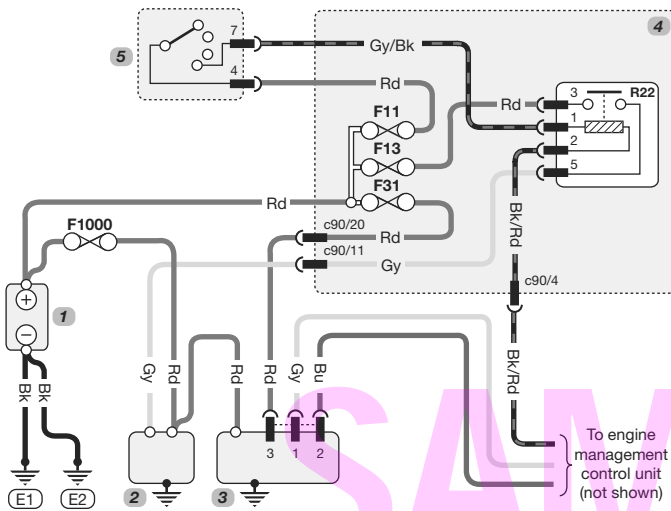 4
5
7
4
Gy/Bk
Rd
F11
F13
F31
Rd
3
R22
1
2
5
Rd
F1000
c90/20
Rd
c90/11
Gy
Bk/Rd
c90/4
+
−
1
Bk
Bk
Gy
Rd
Rd
Rd
Gy
Bu
Bk/Rd
3
1
2
E1
E2
2
3
To engine
management
control unit
(not shown)
SAM